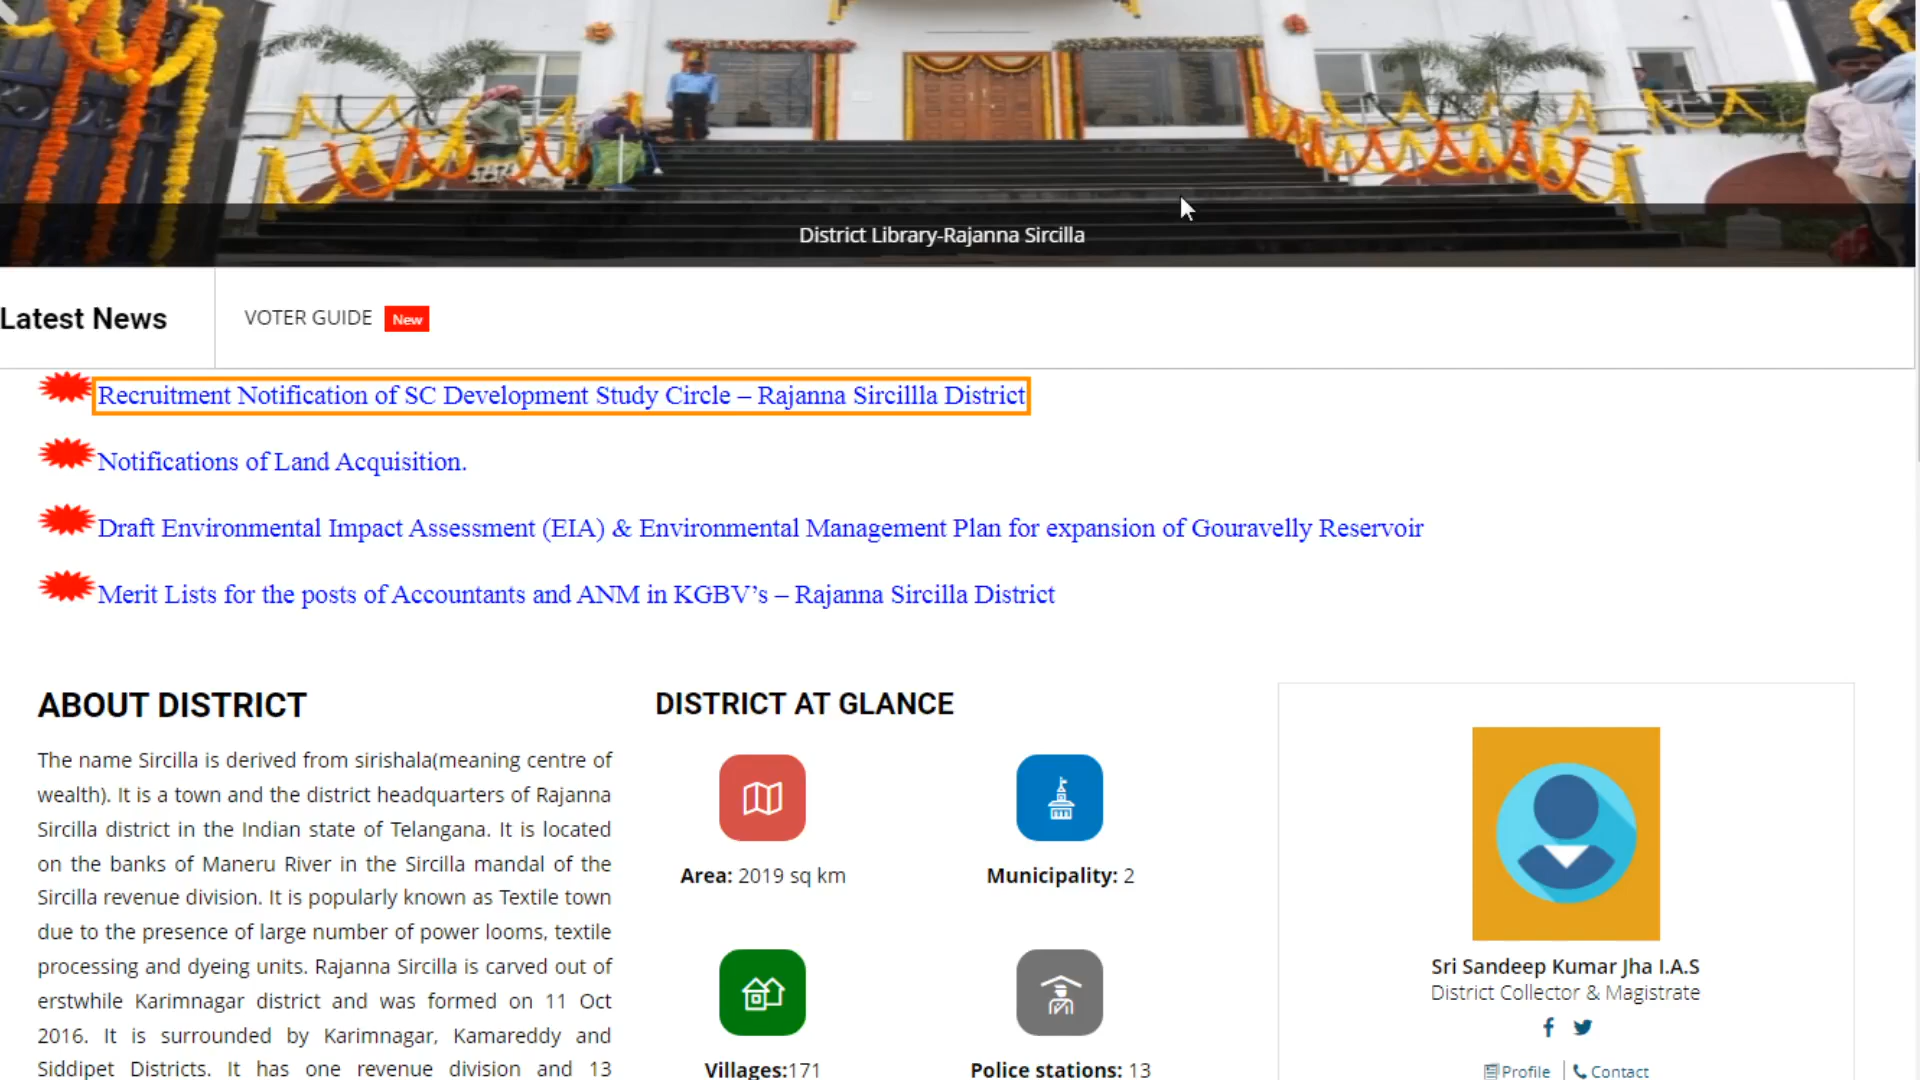 District Library-Rajanna Sircilla
Latest News
VOTER GUIDE New
Recruitment Notification of SC Development Study Circle – Rajanna Sircillla District
Notifications of Land Acquisition.
Draft Environmental Impact Assessment (EIA) & Environmental Management Plan for expansion of Gouravelly Reservoir
Merit Lists for the posts of Accountants and ANM in KGBV’s – Rajanna Sircilla District
ABOUT DISTRICT
The name Sircilla is derived from sirishala(meaning centre of
wealth). It is a town and the district headquarters of Rajanna
Sircilla district in the Indian state of Telangana. It is located
on the banks of Maneru River in the Sircilla mandal of the
Sircilla revenue division. It is popularly known as Textile town
due to the presence of large number of power looms, textile
processing and dyeing units. Rajanna Sircilla is carved out of
erstwhile Karimnagar district and was formed on 11 Oct
2016. It is surrounded by Karimnagar, Kamareddy and
Siddipet Districts. It has one revenue division and 13
DISTRICT AT GLANCE
Area: 2019 sq km
Municipality: 2
Villages:171
Police stations: 13
Sri Sandeep Kumar Jha I.A.S
District Collector & Magistrate
Profile
Contact